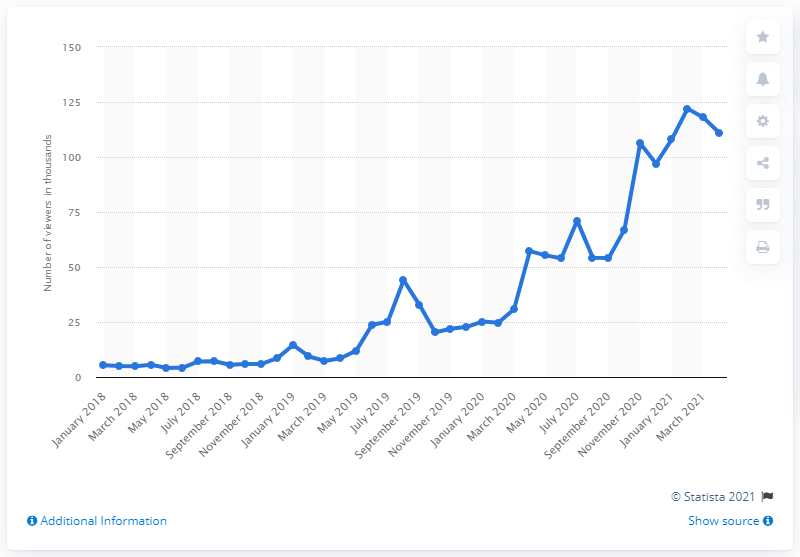 150
125
100
75
50
25
0
Number of viewers in thousands
January 2018
March 2018
May 2018
July 2018
September 2018
November 2018
January 2019
March 2019
May 2019
July 2019
September 2019
November 2019
January 2020
March 2020
May 2020
July 2020
September 2020
November 2020
January 2021
March 2021
© Statista 2021
Additional Information
Show source